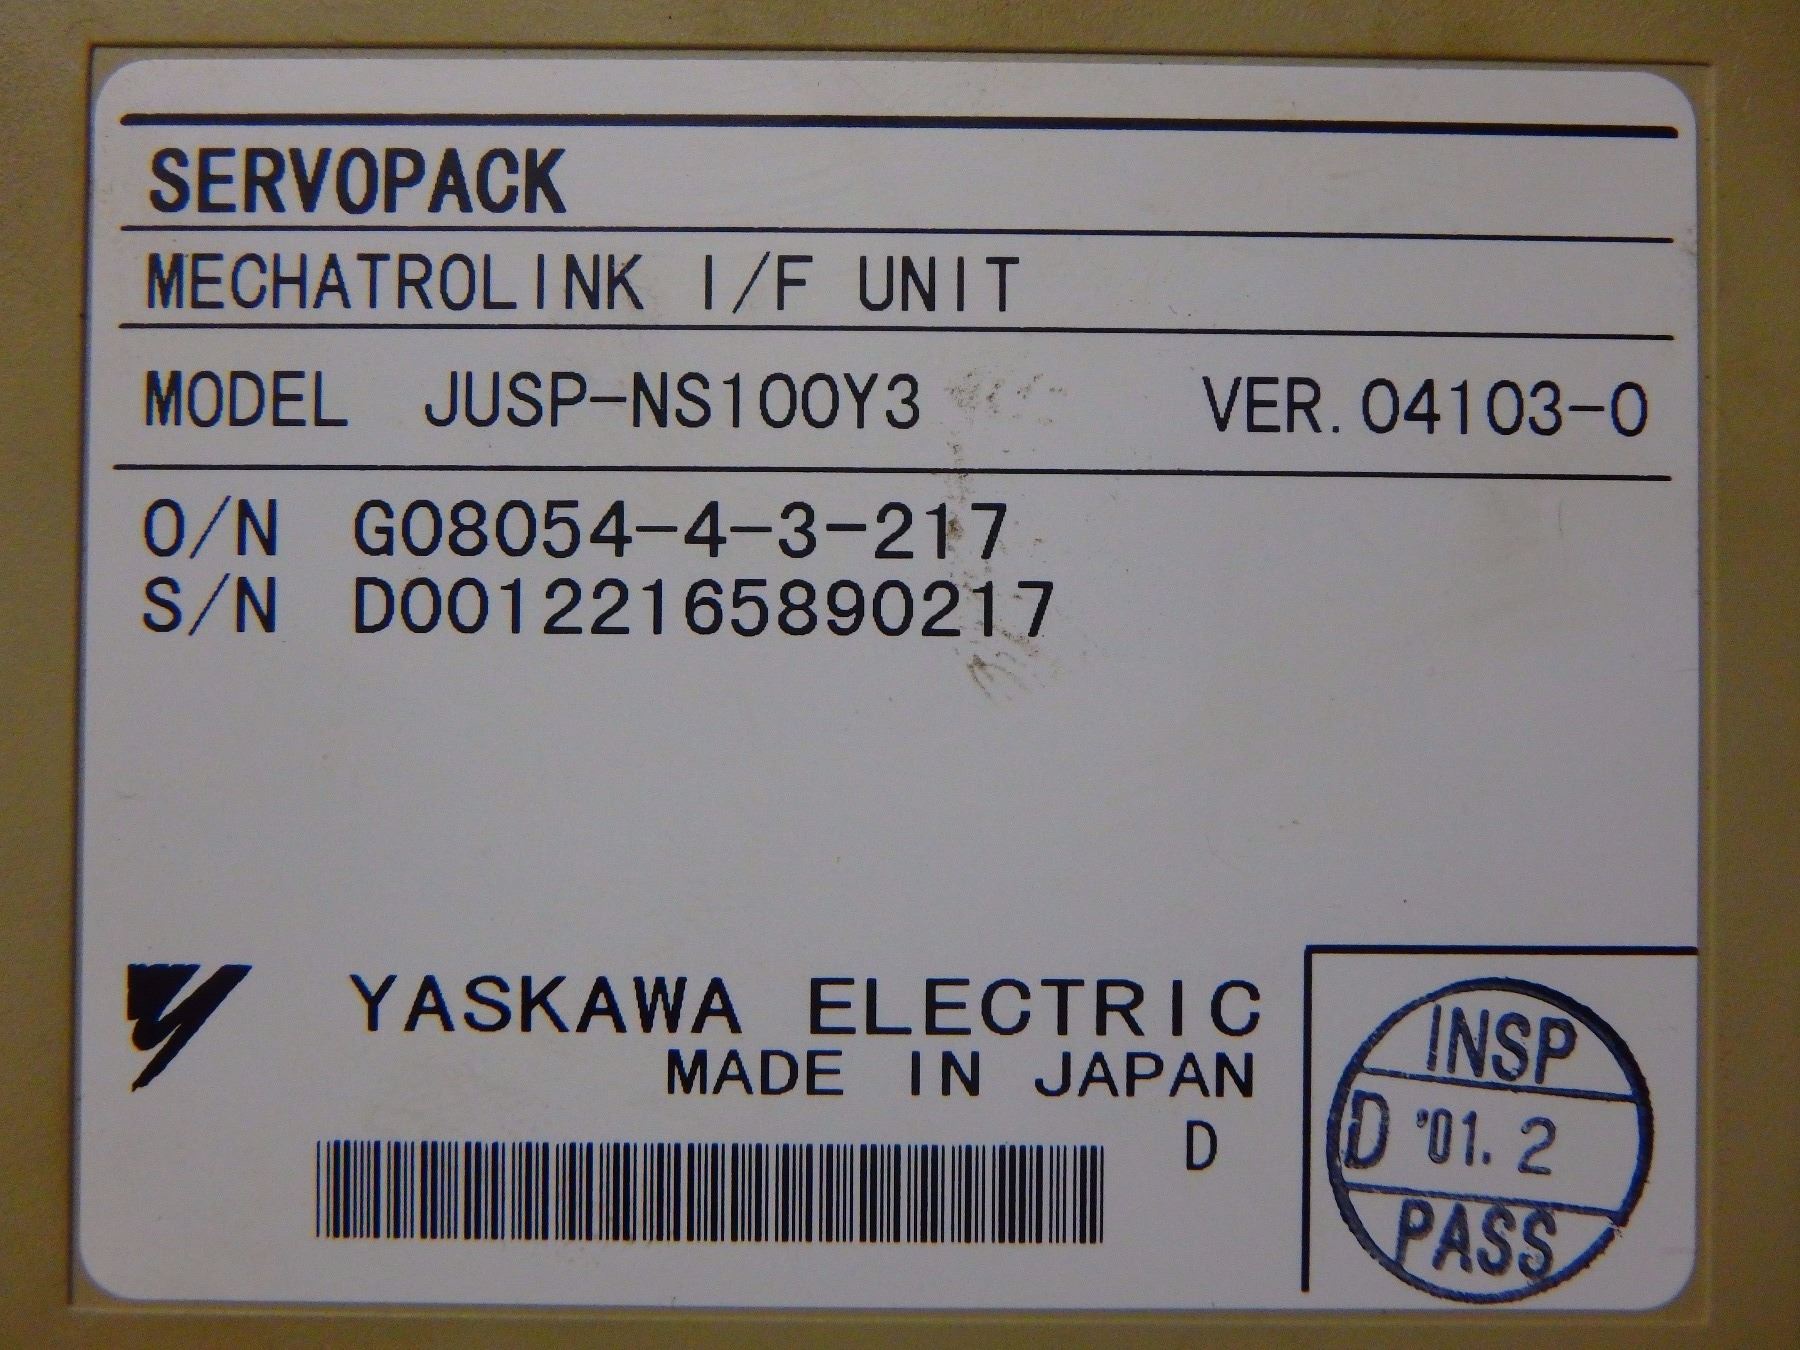 SERVOPACK
MECHATROLINK I/F UNIT
MODEL JUSP-NS100Y3 VER. 04103-0
O/N G08054-4-3-217
S/N D00122165890217
YASKAWA ELECTRIC
MADE IN JAPAN
D
INSP
D '01. 2
PASS